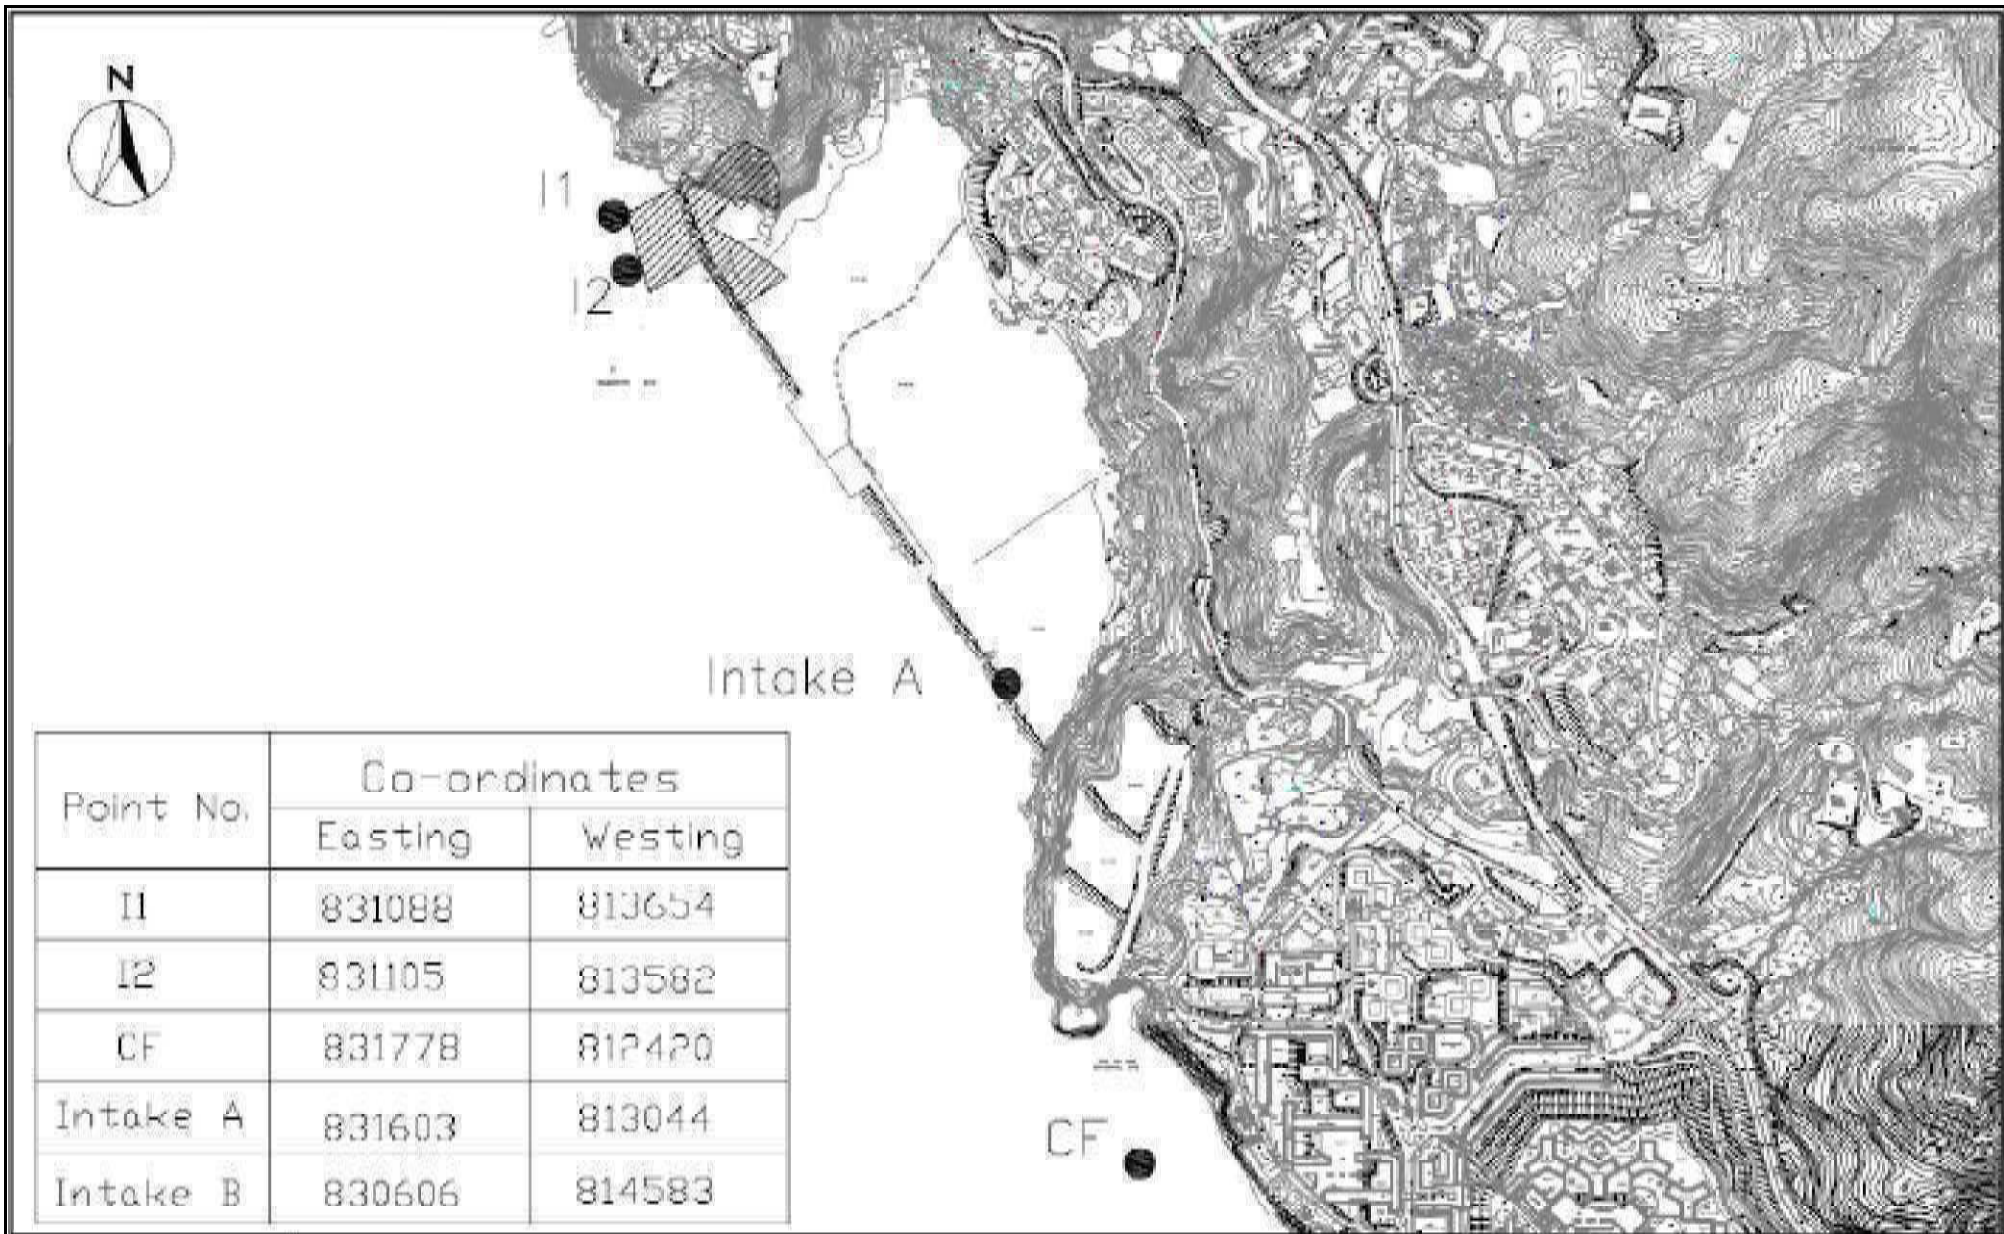 N
I1
I2
Intake A
Point No. Co-ordinates
Easting Westing
I1 831088 813654
I2 831105 813582
CF 831778 812420
Intake A 831603 813044
Intake B 830606 814583
CF